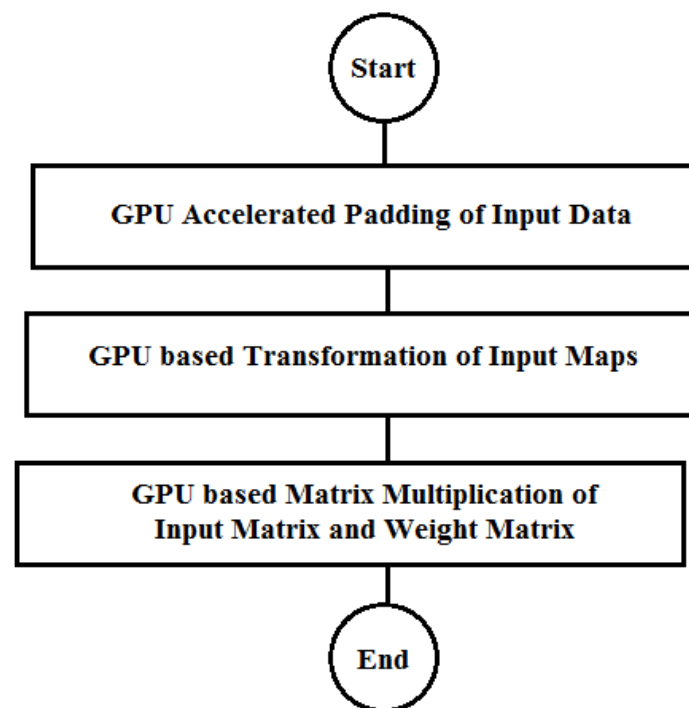 Start
GPU Accelerated Padding of Input Data
GPU based Transformation of Input Maps
GPU based Matrix Multiplication of
Input Matrix and Weight Matrix
End